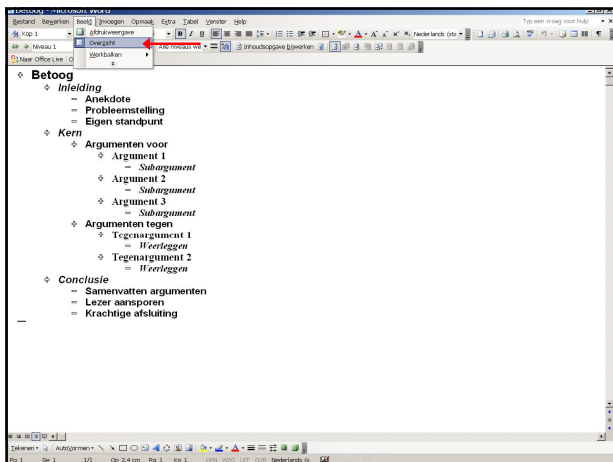 Betoog - Microsoft Word
Bestand Bewerken Beeld Invoegen Opmaak Extra Tabel Venster Help Typ een vraag voor hulp
Kop 1 Afdrukweergave B I U Nederlands (sta
Niveau 1 Overzicht Alle niveaus we Inhoudsopgave bijwerken
Werkbalken
Naar Office Live
Betoog
Inleiding
Anekdote
Probleemstelling
Eigen standpunt
Kern
Argumenten voor
Argument 1
Subargument
Argument 2
Subargument
Argument 3
Subargument
Argumenten tegen
Tegenargument 1
Weerleggen
Tegenargument 2
Weerleggen
Conclusie
Samenvatten argumenten
Lezer aansporen
Krachtige afsluiting
Tekenen AutoVormen
Pg 1 Se 1 1/1 Op 2,4 cm Rg 1 Ko 1 OPN WZG UIT OVR Nederlands (s